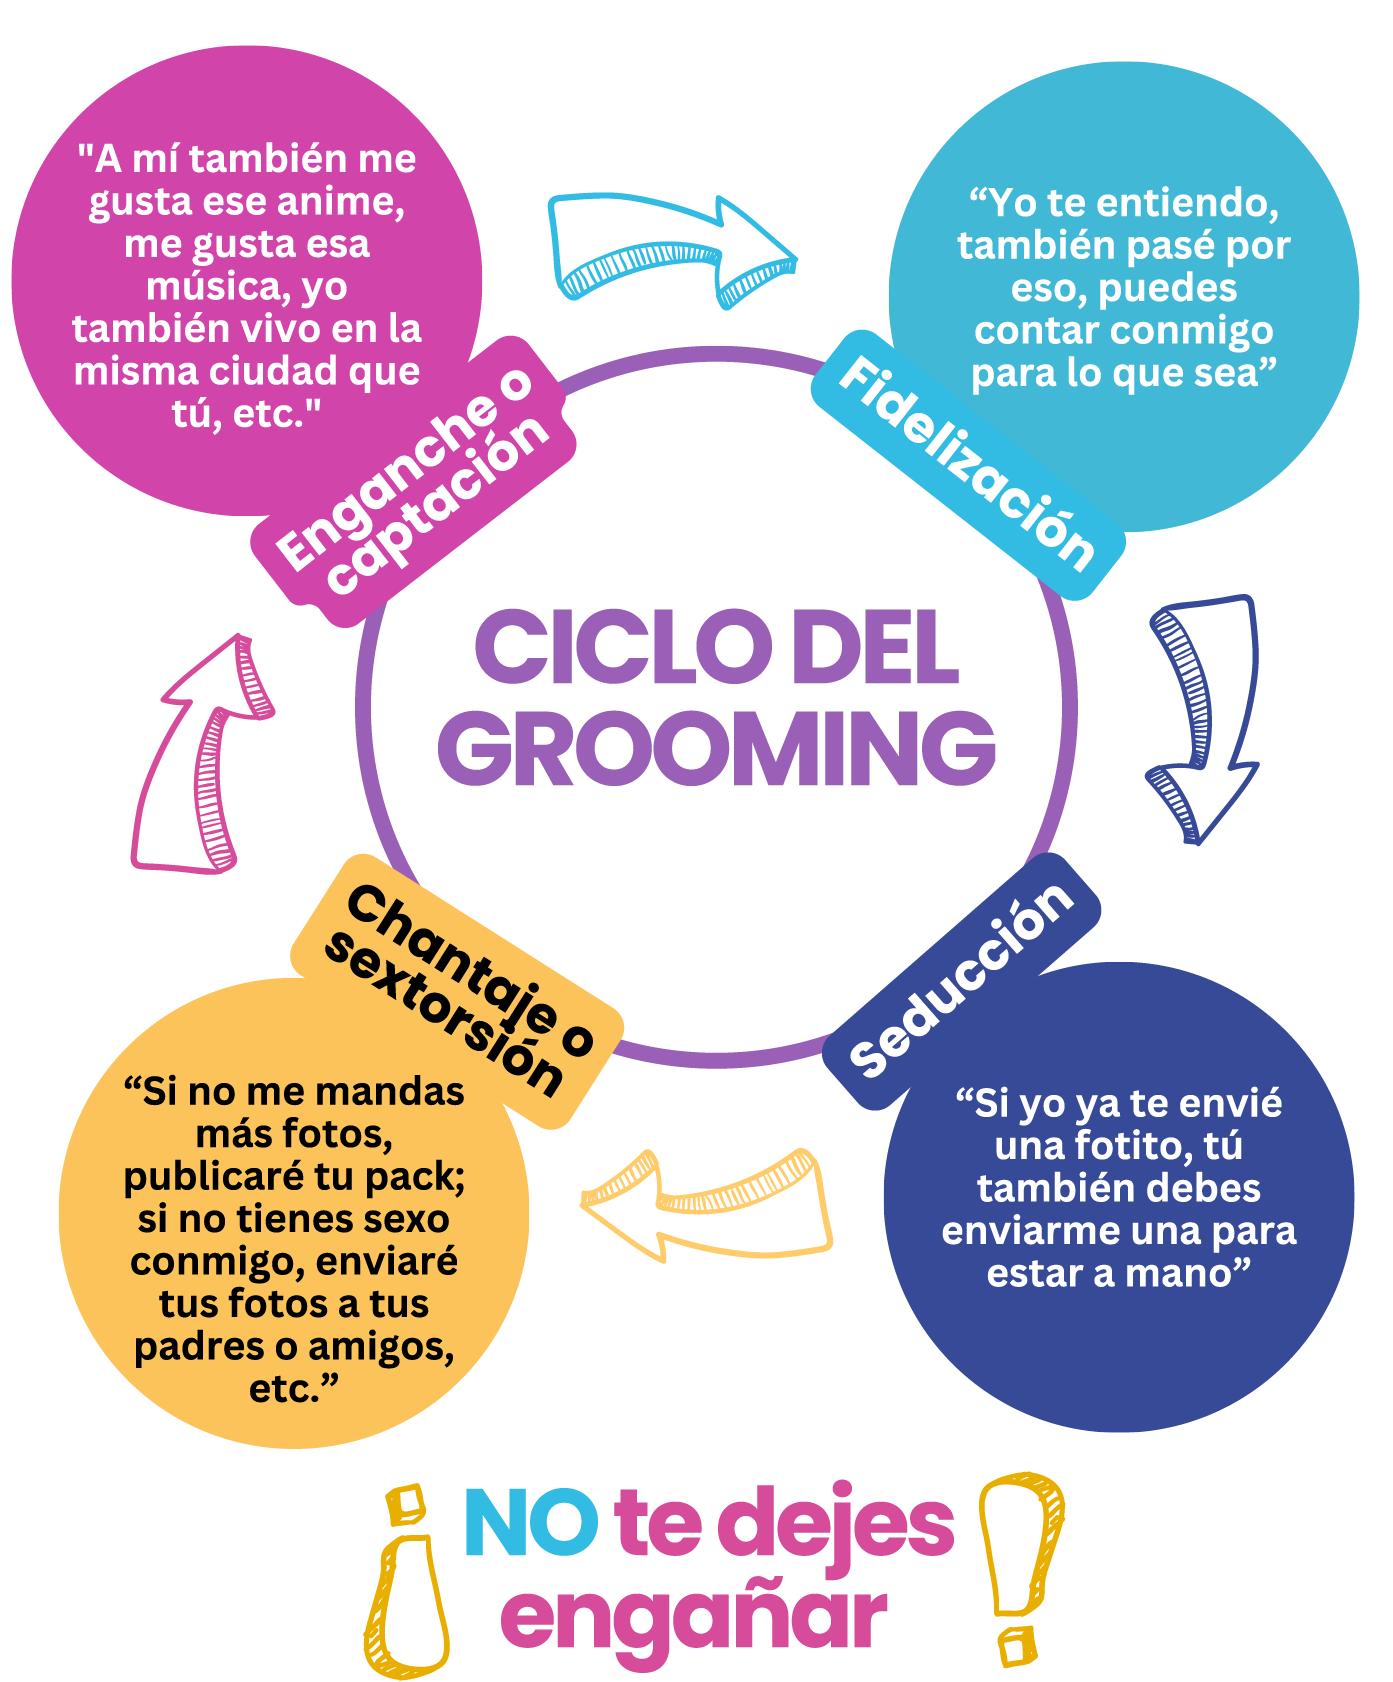 "A mí también me
gusta ese anime,
me gusta esa
música, yo
también vivo en la
misma ciudad que
tú, etc."
Enganche o
captación
“Yo te entiendo,
también pasé por
eso, puedes
contar conmigo
para lo que sea”
Fidelización
CICLO DEL
GROOMING
Seducción
“Si yo ya te envié
una fotito, tú
también debes
enviarme una para
estar a mano”
Chantaje o
sextorsión
“Si no me mandas
más fotos,
publicaré tu pack;
si no tienes sexo
conmigo, enviaré
tus fotos a tus
padres o amigos,
etc.”
¡NO te dejes
engañar!